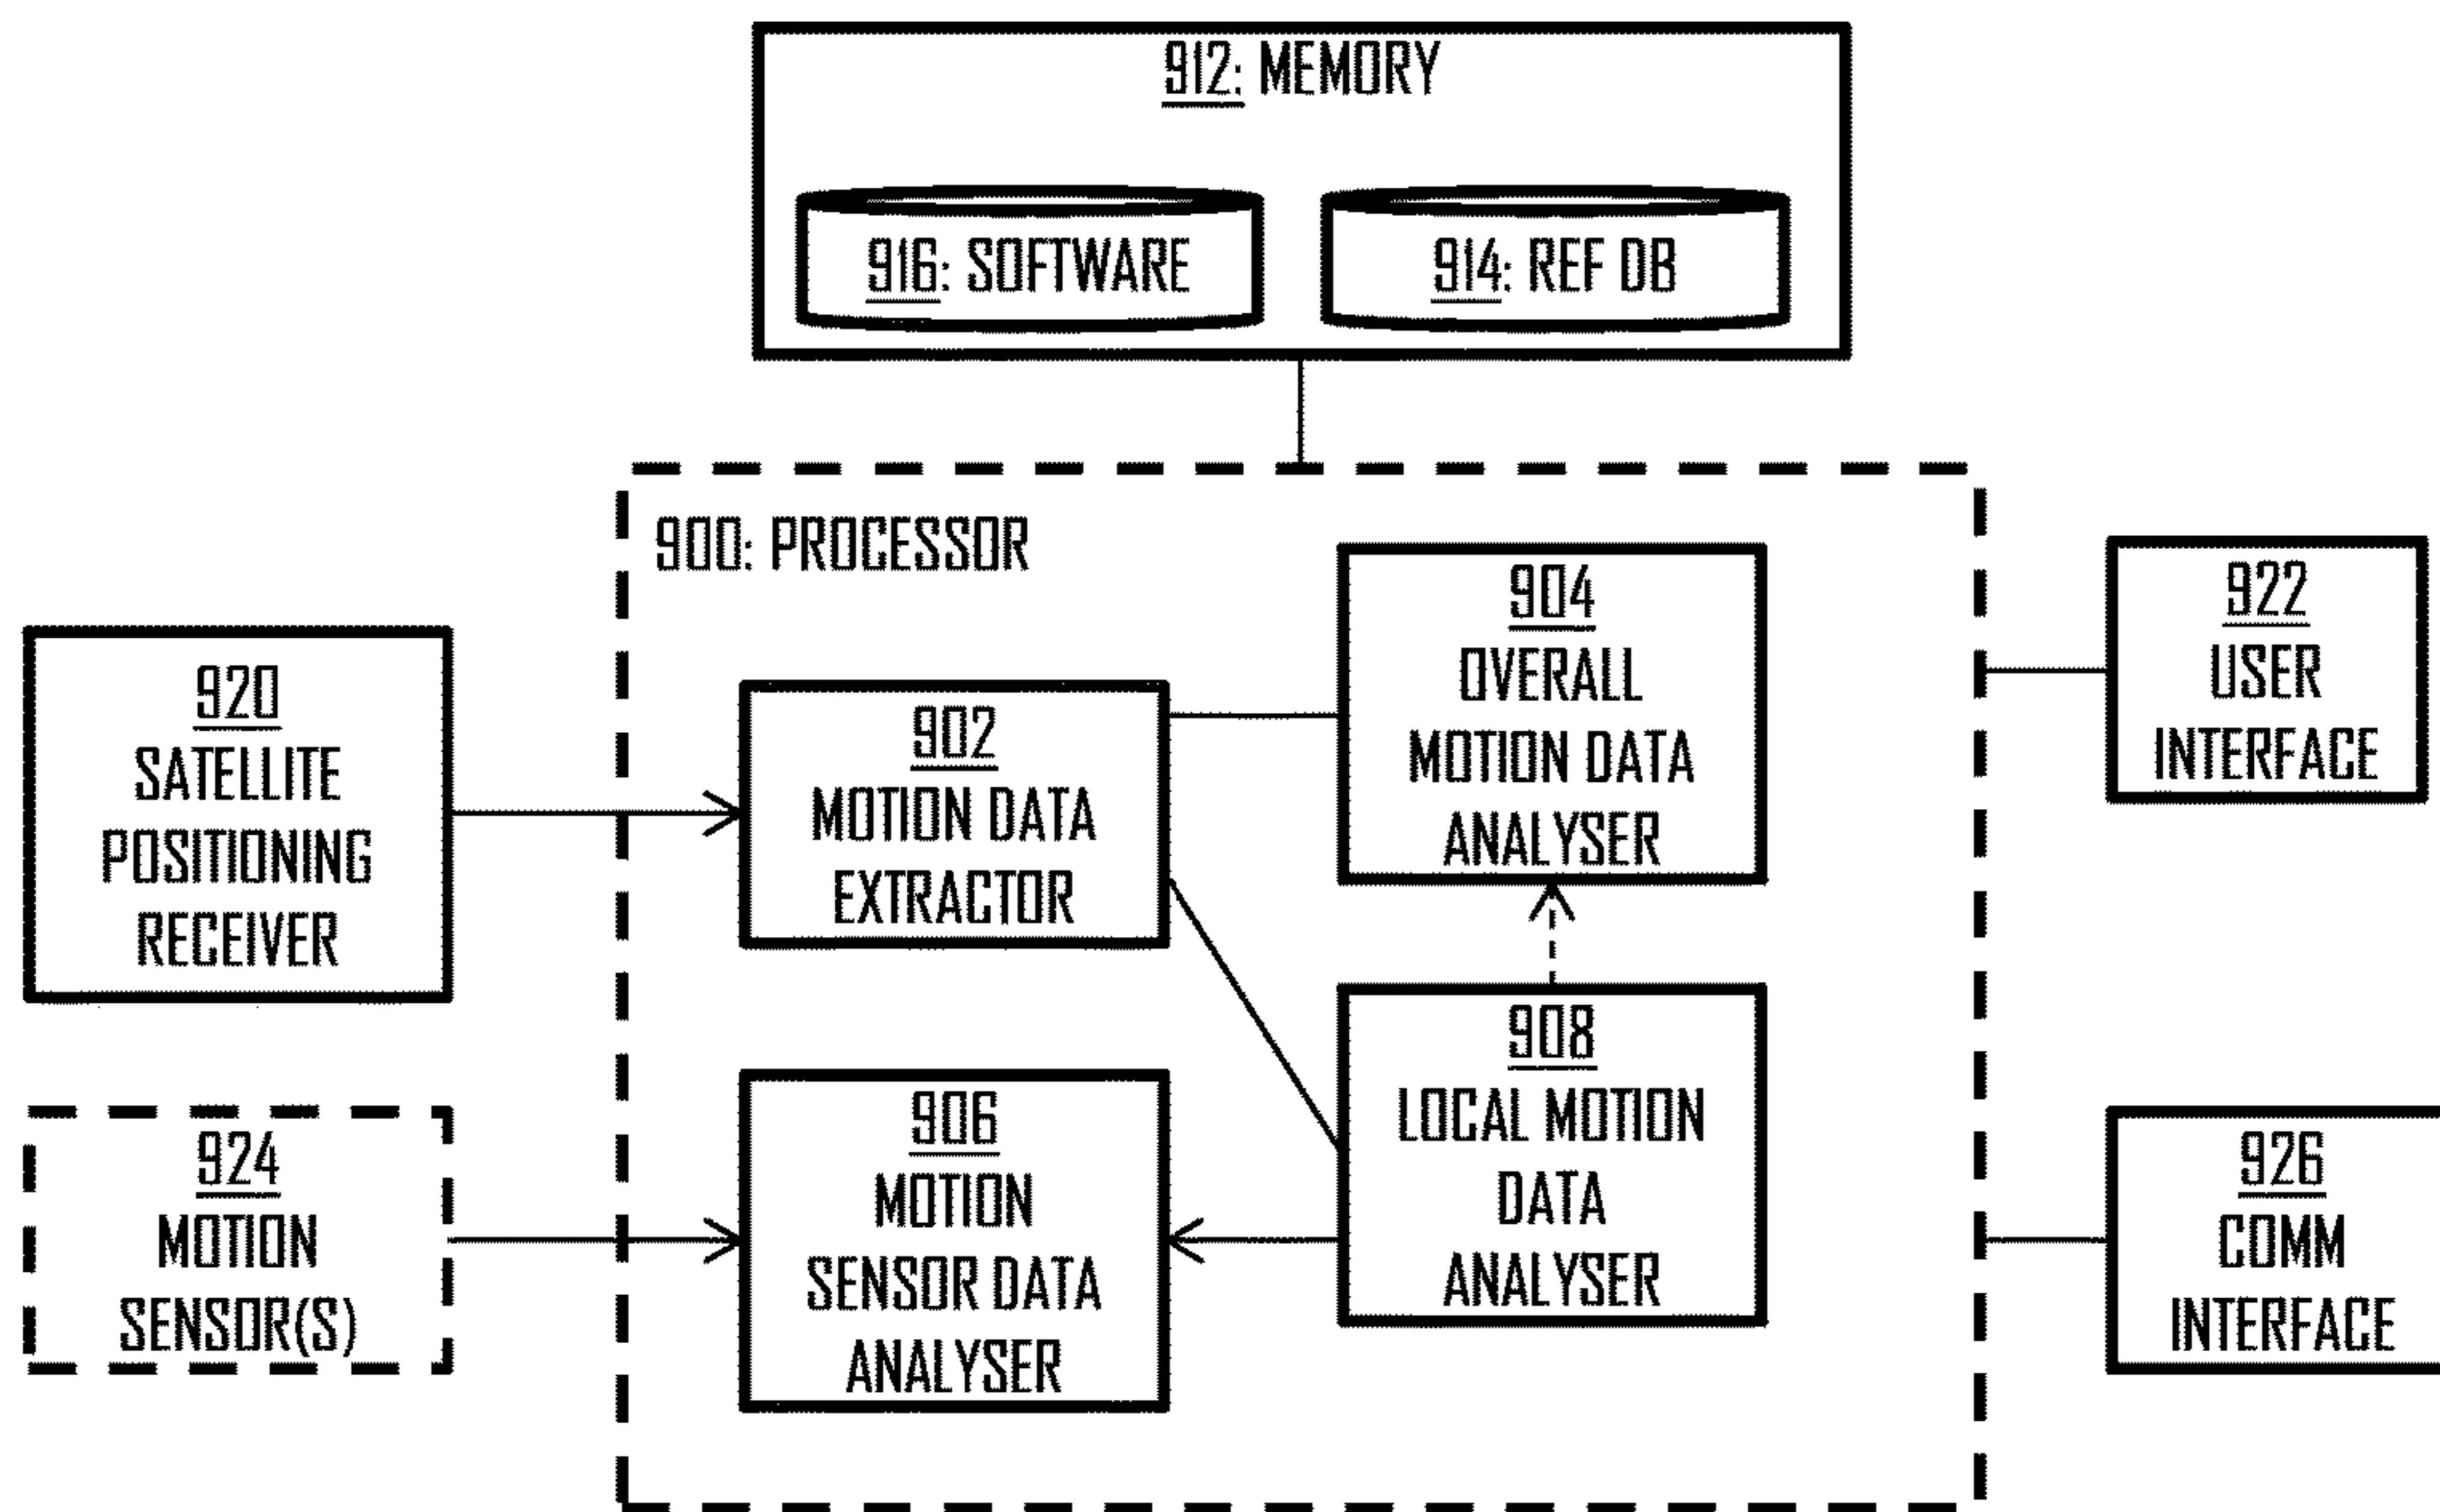 912: MEMORY
916: SOFTWARE
914: REF DB
900: PROCESSOR
920
SATELLITE
POSITIONING
RECEIVER
902
MOTION DATA
EXTRACTOR
904
OVERALL
MOTION DATA
ANALYSER
922
USER
INTERFACE
924
MOTION
SENSOR(S)
906
MOTION
SENSOR DATA
ANALYSER
908
LOCAL MOTION
DATA
ANALYSER
926
COMM
INTERFACE